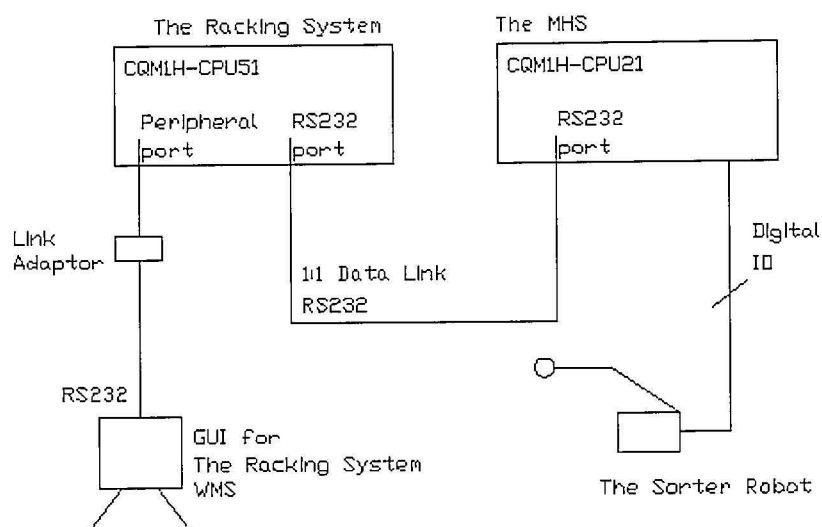 The Racking System
The MHS
CQM1H-CPU51
CQM1H-CPU21
Peripheral
port
RS232
port
RS232
port
Link
Adaptor
1:1 Data Link
RS232
Digital
IO
RS232
GUI for
The Racking System
WMS
The Sorter Robot